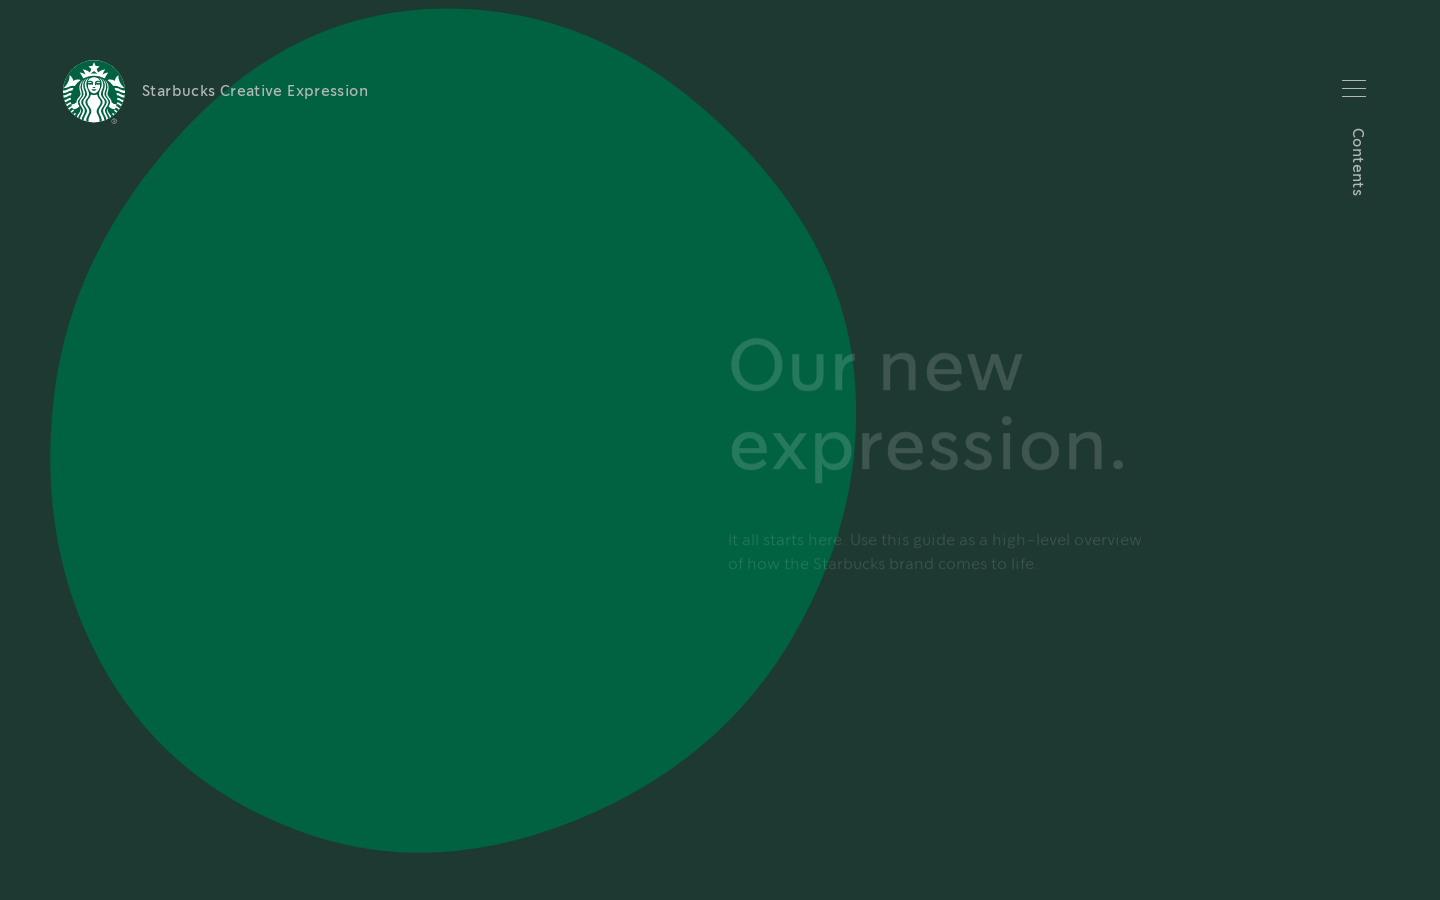 Starbucks Creative Expression
Contents
Our new
expression.
It all starts here. Use this guide as a high-level overview
of how the Starbucks brand comes to life.